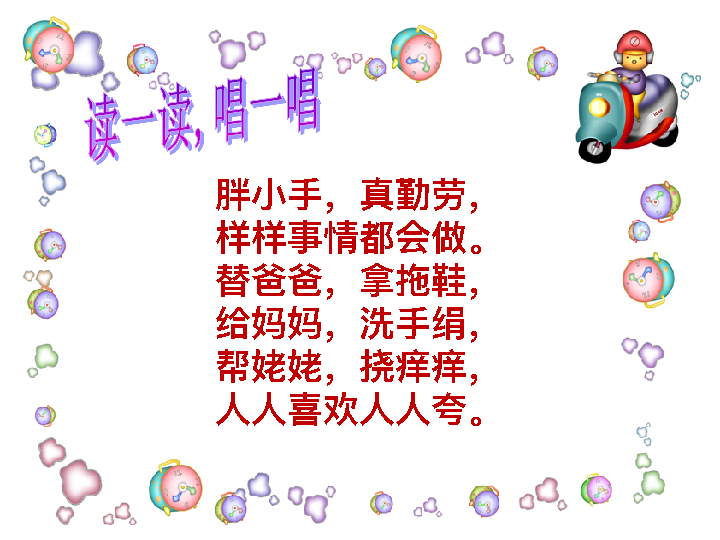 读一读，唱一唱
胖小手，真勤劳，
样样事情都会做。
替爸爸，拿拖鞋，
给妈妈，洗手绢，
帮姥姥，挠痒痒，
人人喜欢人人夸。